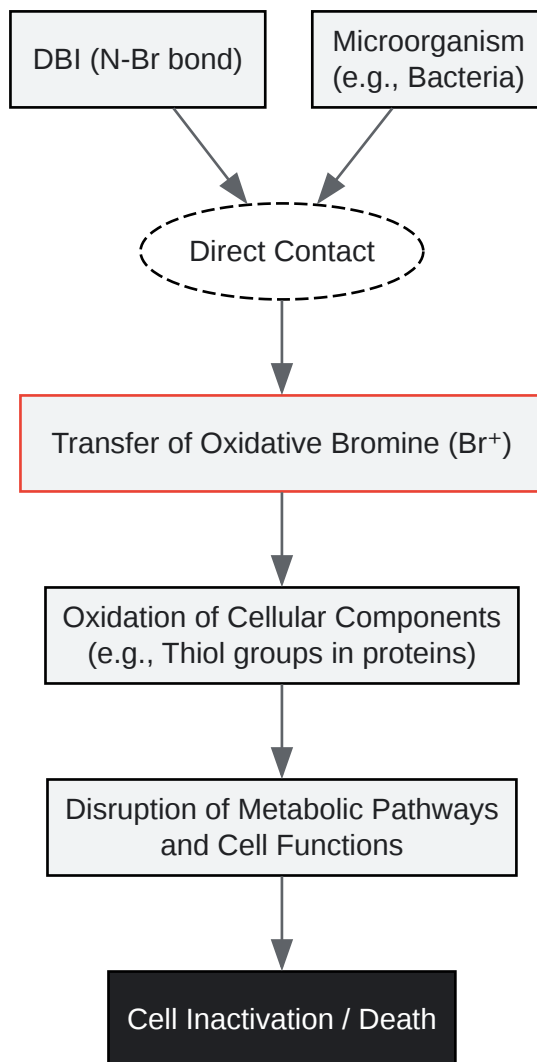 DBI (N-Br bond)
Microorganism
(e.g., Bacteria)
Direct Contact
Transfer of Oxidative Bromine (Br⁺)
Oxidation of Cellular Components
(e.g., Thiol groups in proteins)
Disruption of Metabolic Pathways
and Cell Functions
Cell Inactivation / Death